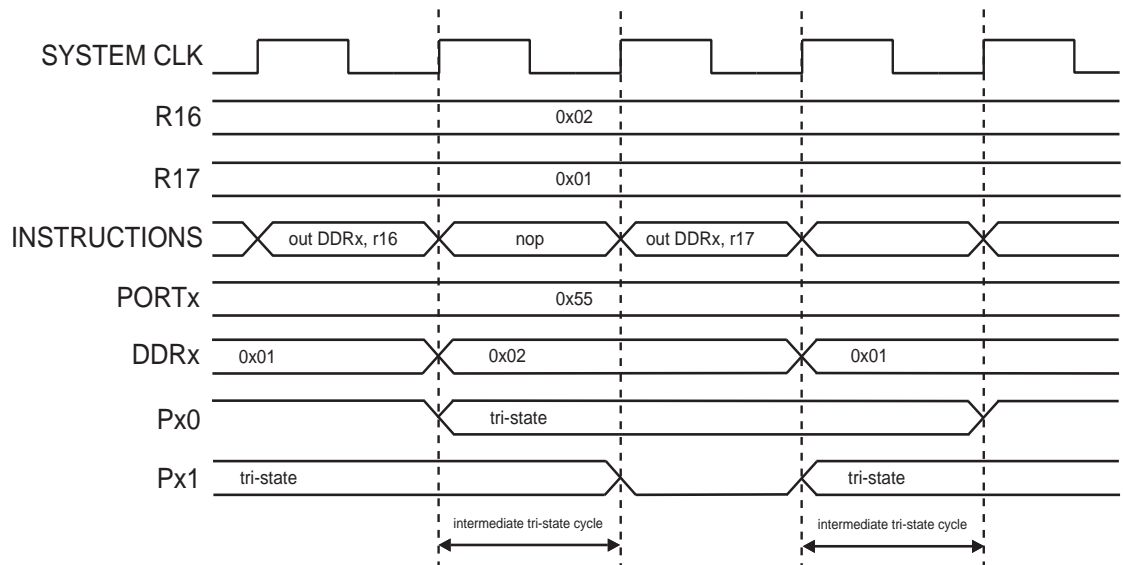 SYSTEM CLK
R16 0x02
R17 0x01
INSTRUCTIONS out DDRx, r16 nop out DDRx, r17
PORTx 0x55
DDRx 0x01 0x02 0x01
Px0 tri-state
Px1 tri-state tri-state
intermediate tri-state cycle intermediate tri-state cycle